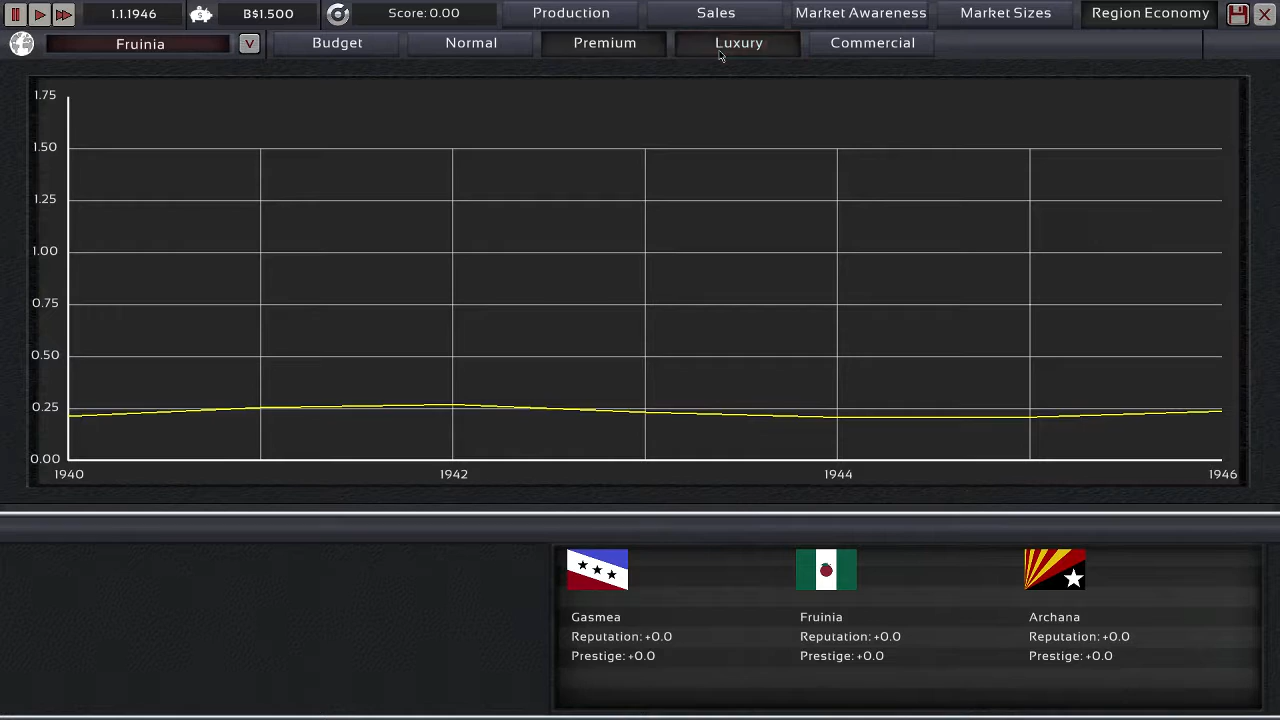 1.1.1946 B$1.500 Score: 0.00 Production Sales Market Awareness Market Sizes Region Economy
Fruinia V Budget Normal Premium Luxury Commercial
1.75
1.50
1.25
1.00
0.75
0.50
0.25
0.00
1940 1942 1944 1946
Gasmea Fruinia Archana
Reputation: +0.0 Reputation: +0.0 Reputation: +0.0
Prestige: +0.0 Prestige: +0.0 Prestige: +0.0